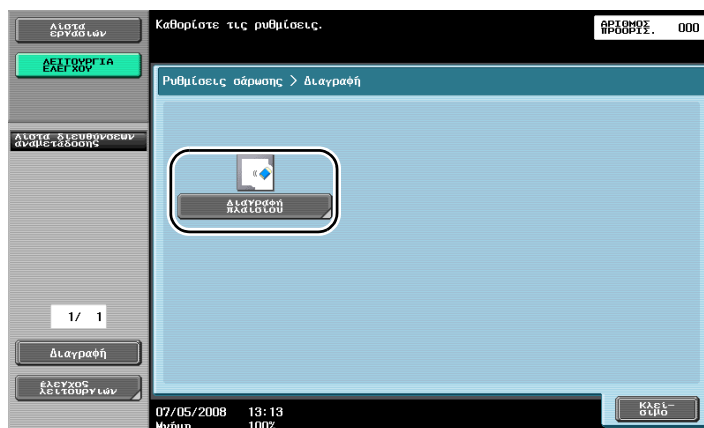 Λίστα
εργασιών
Καθορίστε τις ρυθμίσεις.
ΑΡΙΘΜΟΣ
ΠΡΟΟΡΙΣ.
000
ΛΕΙΤΟΥΡΓΙΑ
ΕΛΕΓΧΟΥ
Ρυθμίσεις σάρωσης > Διαγραφή
Λίστα διευθύνσεων
αναμετάδοσης
Διαγραφή
πλαισίου
1/ 1
Διαγραφή
έλεγχος
λειτουργιών
07/05/2008 13:13
Μνήμη 100%
Κλεί-
σιμο